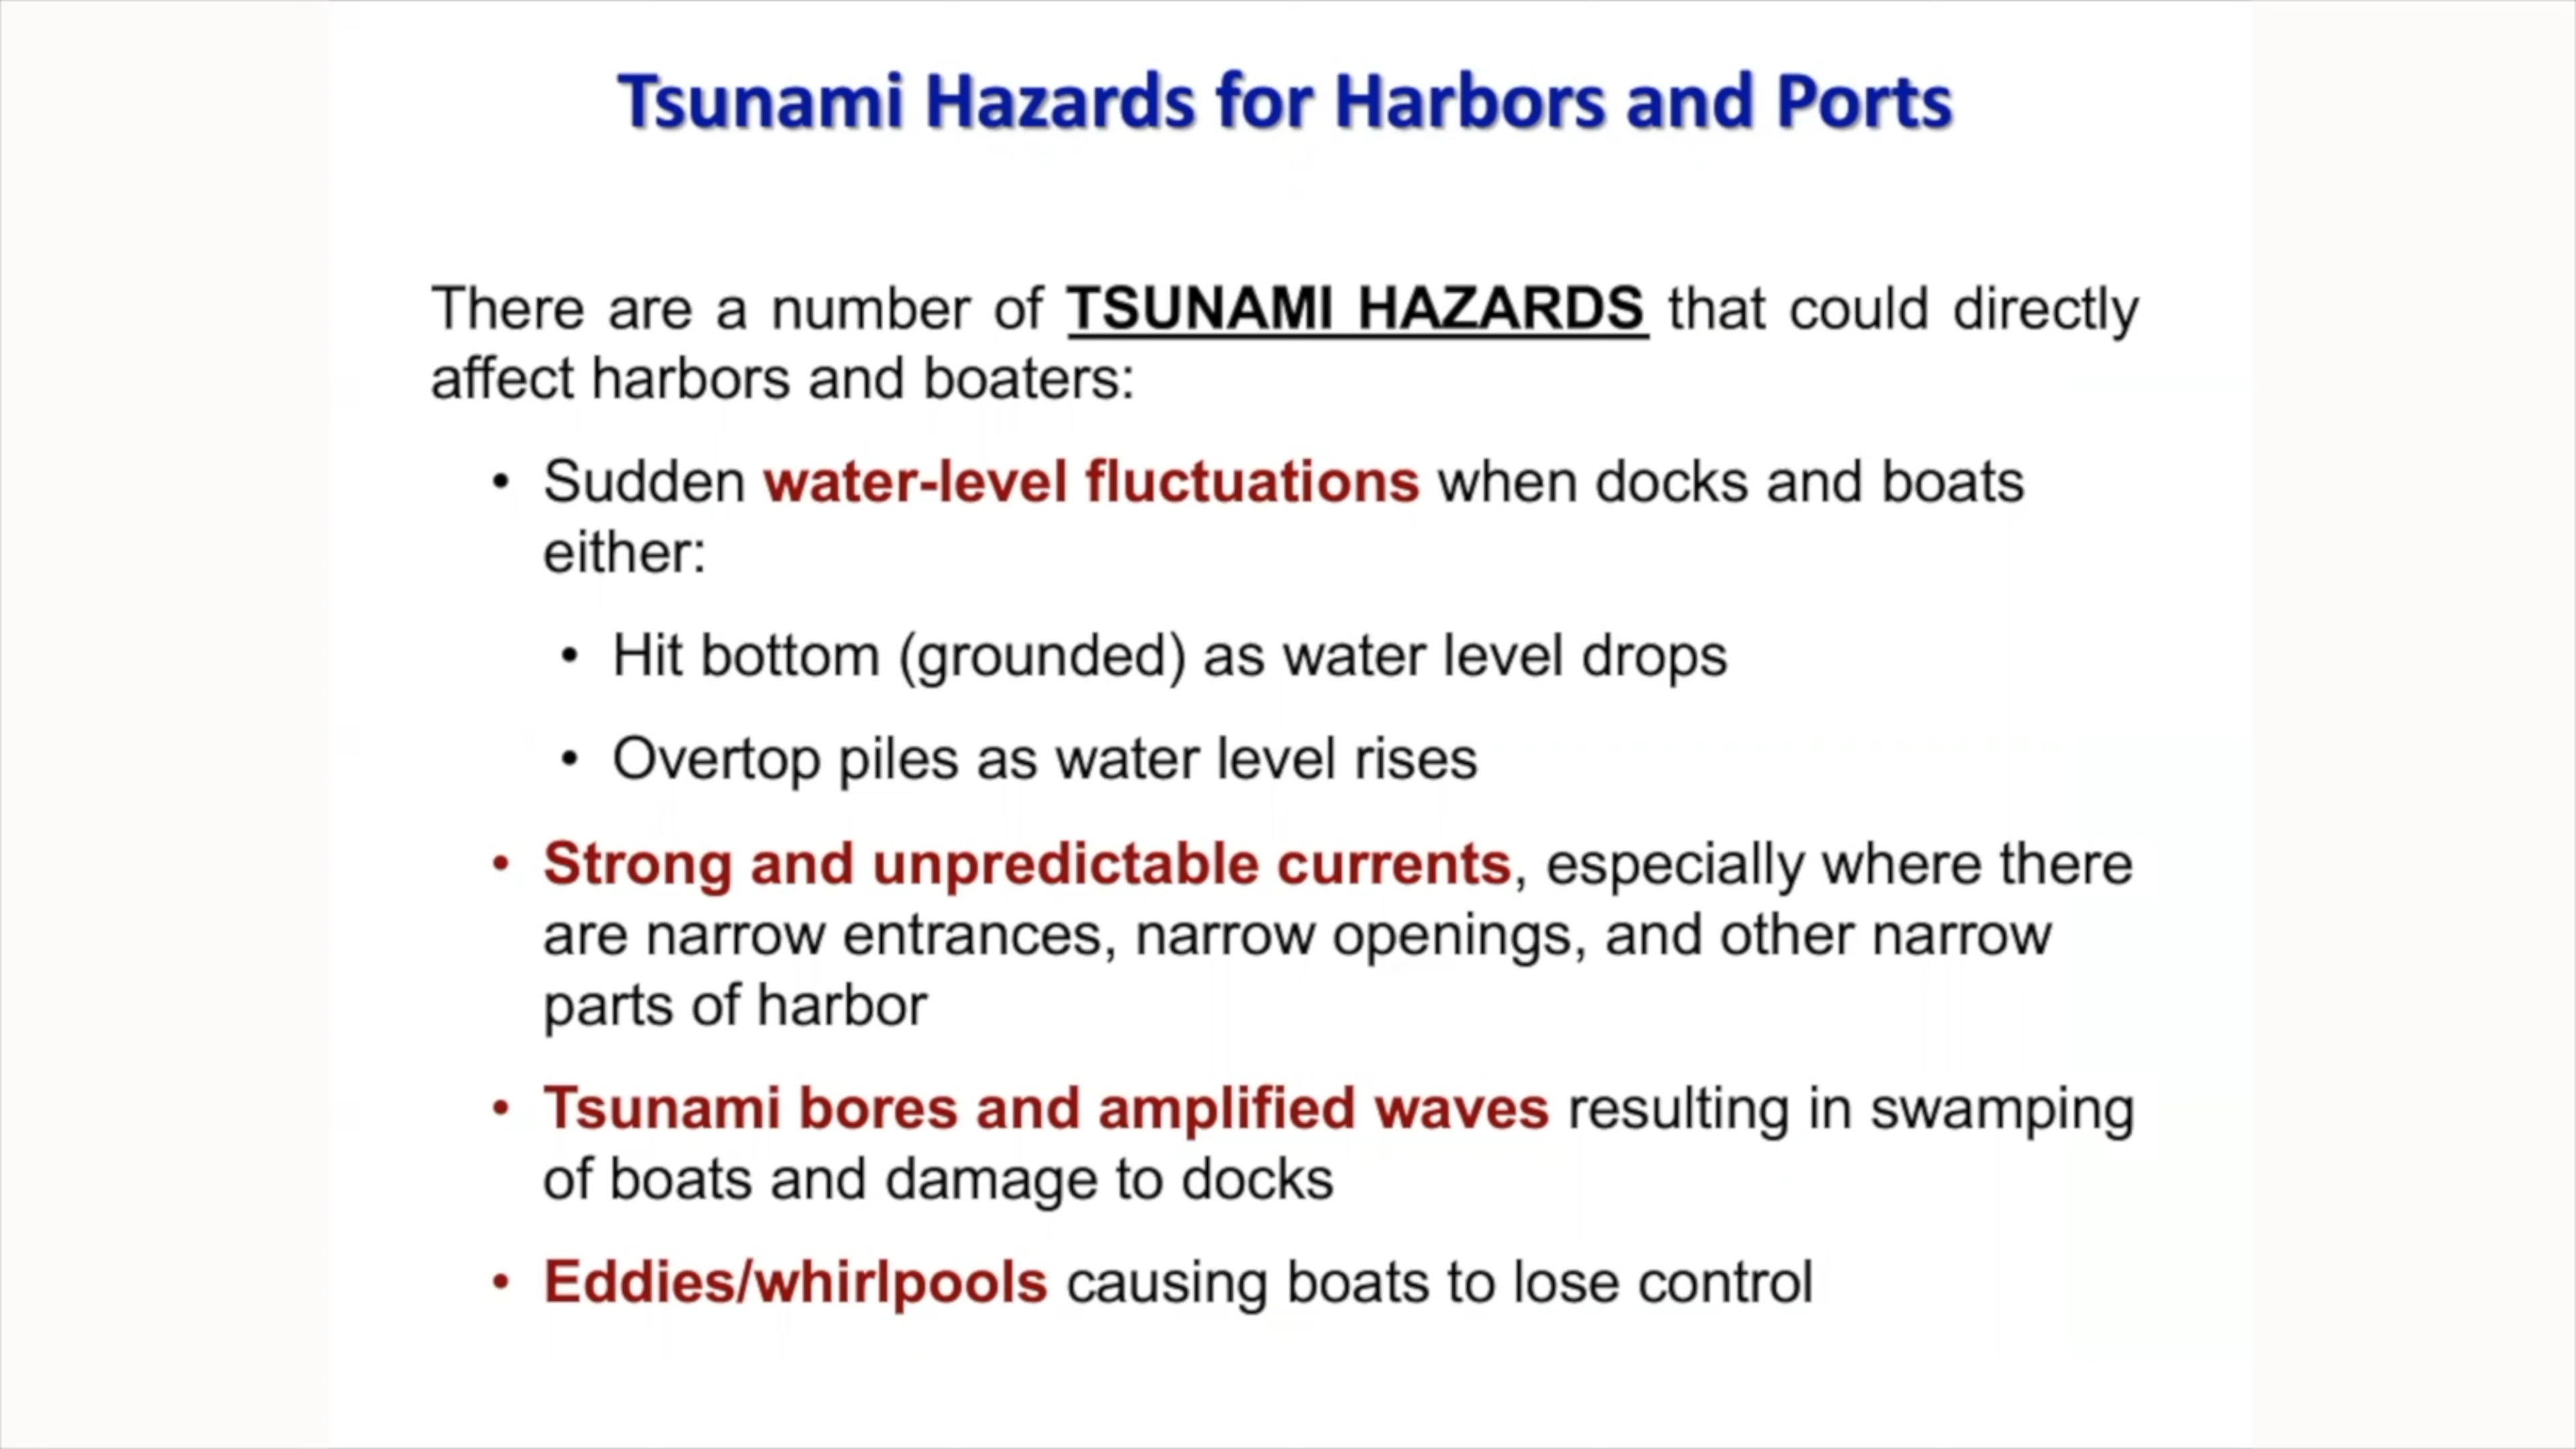 Tsunami Hazards for Harbors and Ports
There are a number of TSUNAMI HAZARDS that could directly
affect harbors and boaters:
• Sudden water-level fluctuations when docks and boats
either:
• Hit bottom (grounded) as water level drops
• Overtop piles as water level rises
• Strong and unpredictable currents, especially where there
are narrow entrances, narrow openings, and other narrow
parts of harbor
• Tsunami bores and amplified waves resulting in swamping
of boats and damage to docks
• Eddies/whirlpools causing boats to lose control